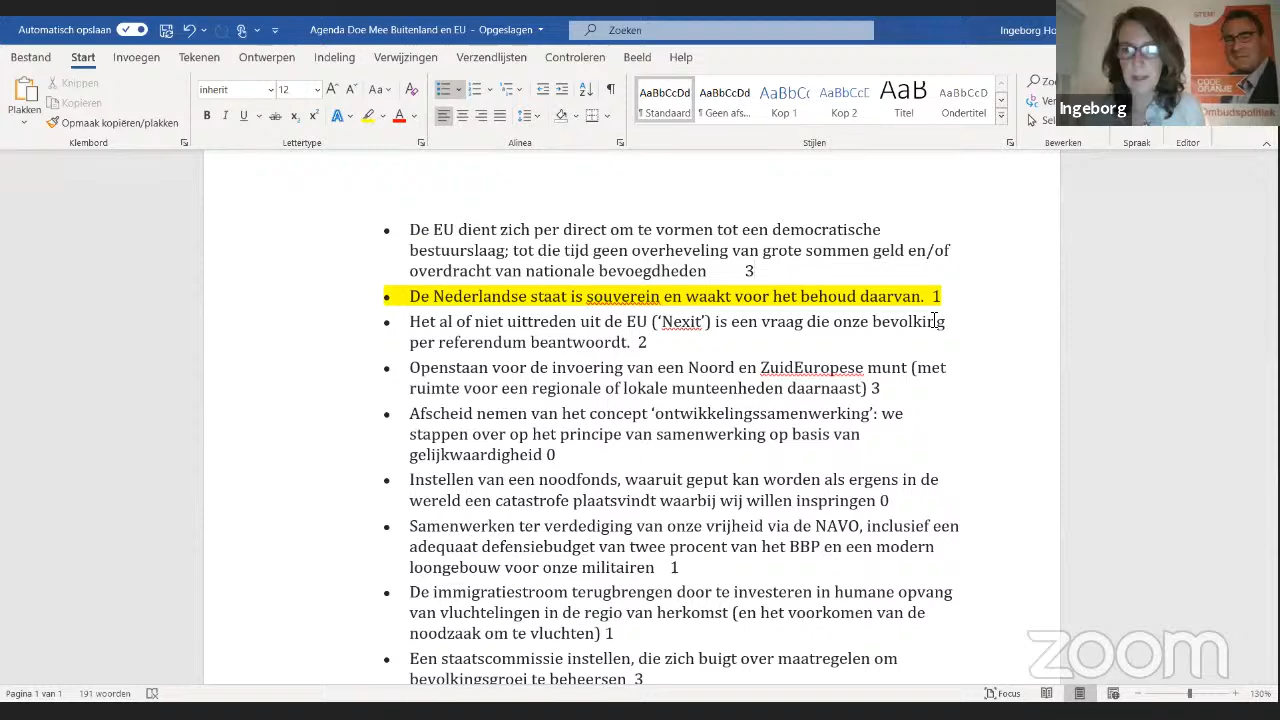 Automatisch opslaan
Agenda Doe Mee Buitenland en EU - Opgeslagen
Zoeken
Ingeborg Ho
STEM!
CODE
ORANJE
Ombudspolitiek
Ingeborg
Bestand Start Invoegen Tekenen Ontwerpen Indeling Verwijzingen Verzendlijsten Controleren Beeld Help
Plakken
Knippen
Kopiëren
Opmaak kopiëren/plakken
Klembord
inherit 12
Lettertype
Alinea
AaBbCcDd AaBbCcDd AaBbCc AaBbCcC AaB AaBbCcD
¶ Standaard ¶ Geen afs... Kop 1 Kop 2 Titel Ondertitel
Stijlen
Bewerken
Spraak
Editor
De EU dient zich per direct om te vormen tot een democratische
bestuurslaag; tot die tijd geen overheveling van grote sommen geld en/of
overdracht van nationale bevoegdheden 3
De Nederlandse staat is souverein en waakt voor het behoud daarvan. 1
Het al of niet uittreden uit de EU (‘Nexit’) is een vraag die onze bevolking
per referendum beantwoordt. 2
Openstaan voor de invoering van een Noord en ZuidEuropese munt (met
ruimte voor een regionale of lokale munteenheden daarnaast) 3
Afscheid nemen van het concept ‘ontwikkelingssamenwerking’: we
stappen over op het principe van samenwerking op basis van
gelijkwaardigheid 0
Instellen van een noodfonds, waaruit geput kan worden als ergens in de
wereld een catastrofe plaatsvindt waarbij wij willen inspringen 0
Samenwerken ter verdediging van onze vrijheid via de NAVO, inclusief een
adequaat defensiebudget van twee procent van het BBP en een modern
loongebouw voor onze militairen 1
De immigratiestroom terugbrengen door te investeren in humane opvang
van vluchtelingen in de regio van herkomst (en het voorkomen van de
noodzaak om te vluchten) 1
Een staatscommissie instellen, die zich buigt over maatregelen om
bevolkingsgroei te beheersen 3
zoom
Pagina 1 van 1 191 woorden
Focus
130%